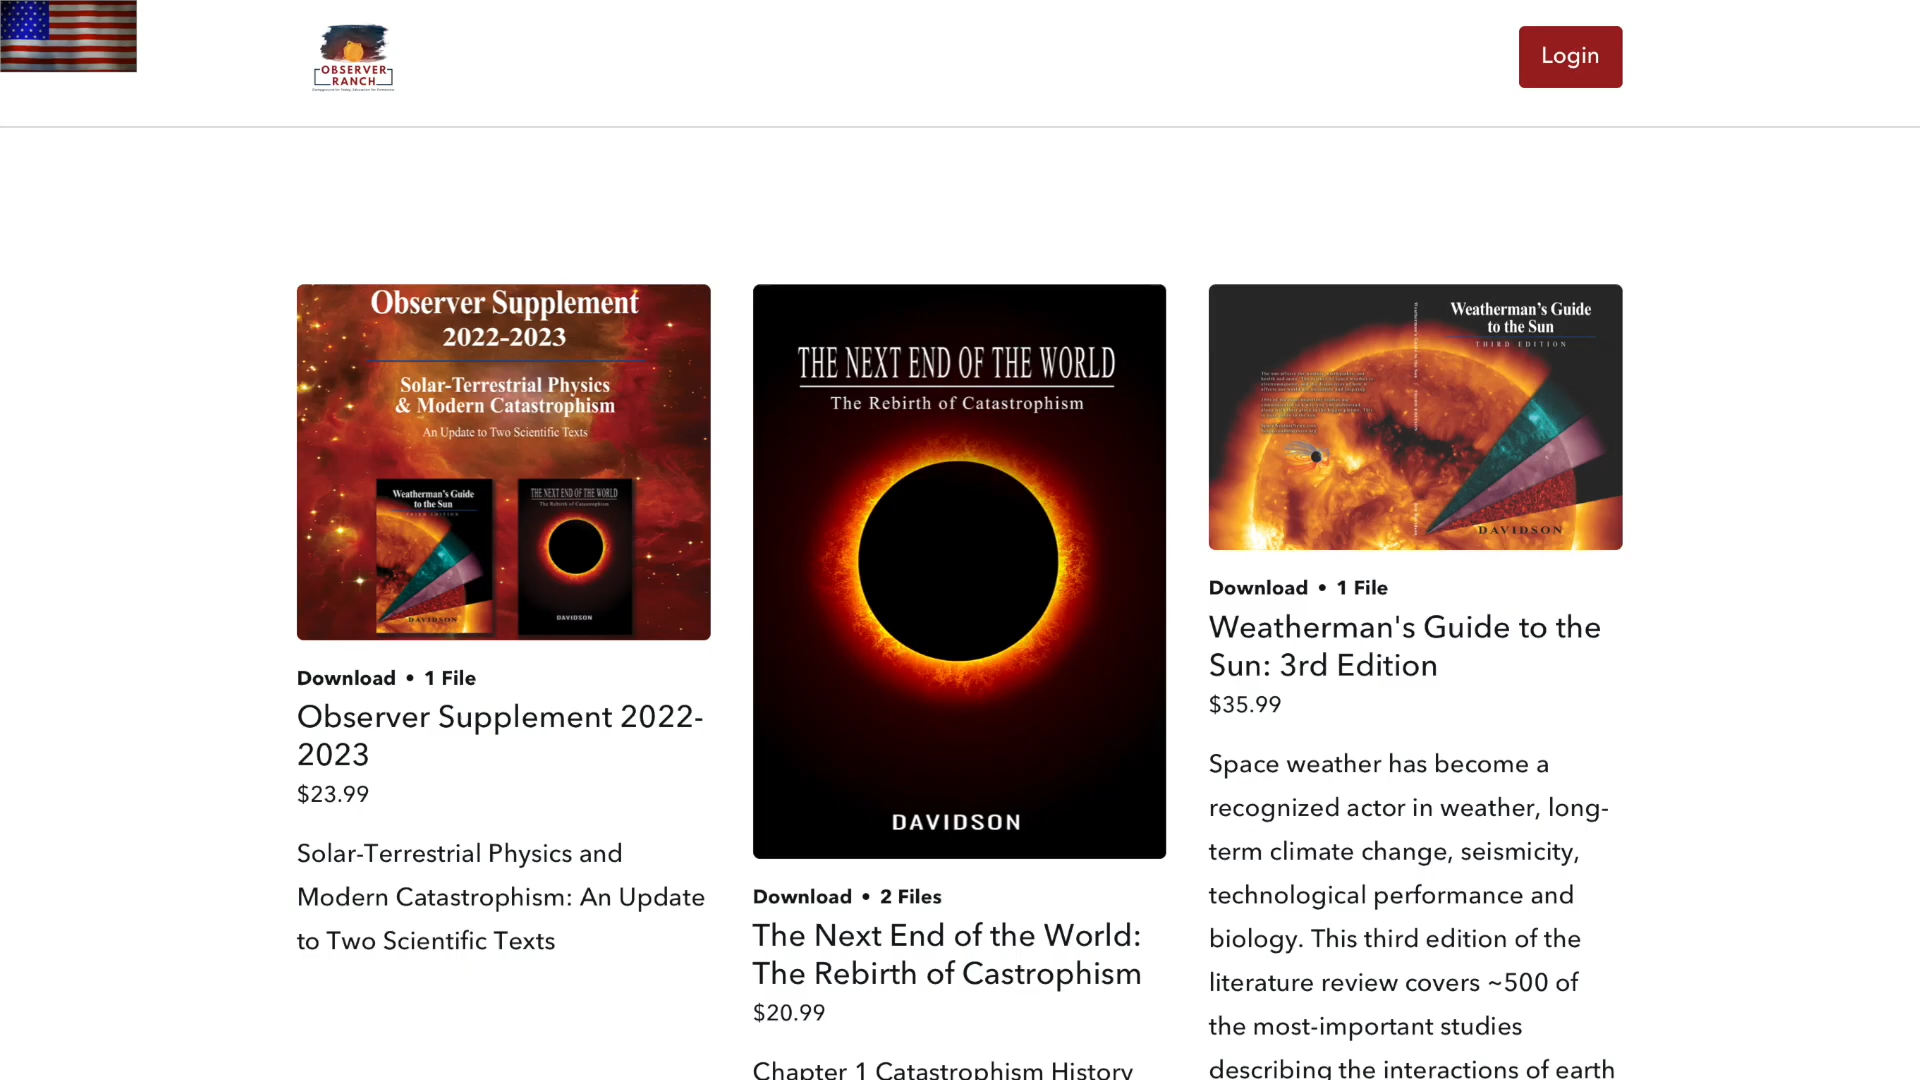 OBSERVER
RANCH
Login
Observer Supplement
2022-2023
Solar-Terrestrial Physics
& Modern Catastrophism
An Update to Two Scientific Texts
Weatherman's Guide
to the Sun
THIRD EDITION
DAVIDSON
THE NEXT END OF THE WORLD
The Rebirth of Catastrophism
DAVIDSON
Download • 1 File
Observer Supplement 2022-
2023
$23.99
Solar-Terrestrial Physics and
Modern Catastrophism: An Update
to Two Scientific Texts
THE NEXT END OF THE WORLD
The Rebirth of Catastrophism
DAVIDSON
Download • 2 Files
The Next End of the World:
The Rebirth of Castrophism
$20.99
Chapter 1 Catastrophism History
Weatherman's Guide
to the Sun
THIRD EDITION
DAVIDSON
Download • 1 File
Weatherman's Guide to the
Sun: 3rd Edition
$35.99
Space weather has become a
recognized actor in weather, long-
term climate change, seismicity,
technological performance and
biology. This third edition of the
literature review covers ~500 of
the most-important studies
describing the interactions of earth